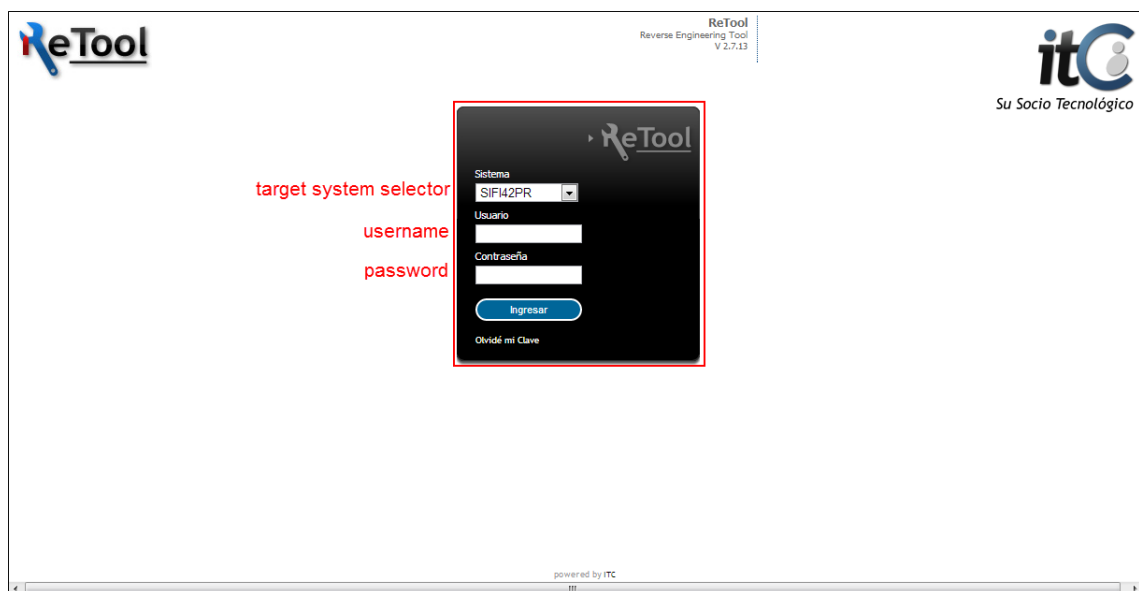 ReTool
ReTool
Reverse Engineering Tool
V 2.7.13
itC
Su Socio Tecnológico
ReTool
target system selector
Sistema
SIFI42PR
username
Usuario
password
Contraseña
Ingresar
Olvidé mi Clave
powered by ITC